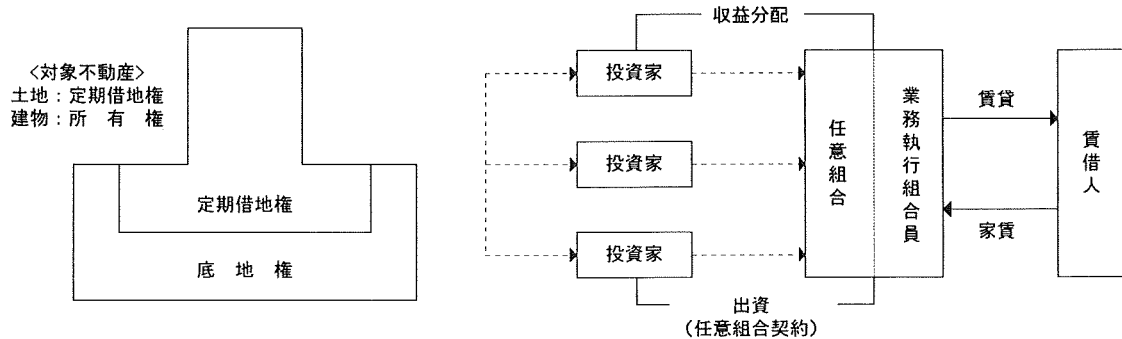 <対象不動産>
土地：定期借地権
建物：所　有　権
定期借地権
底　地　権
収益分配
投資家
投資家
投資家
任意組合
業務執行組合員
賃貸
家賃
賃借人
出資
(任意組合契約)